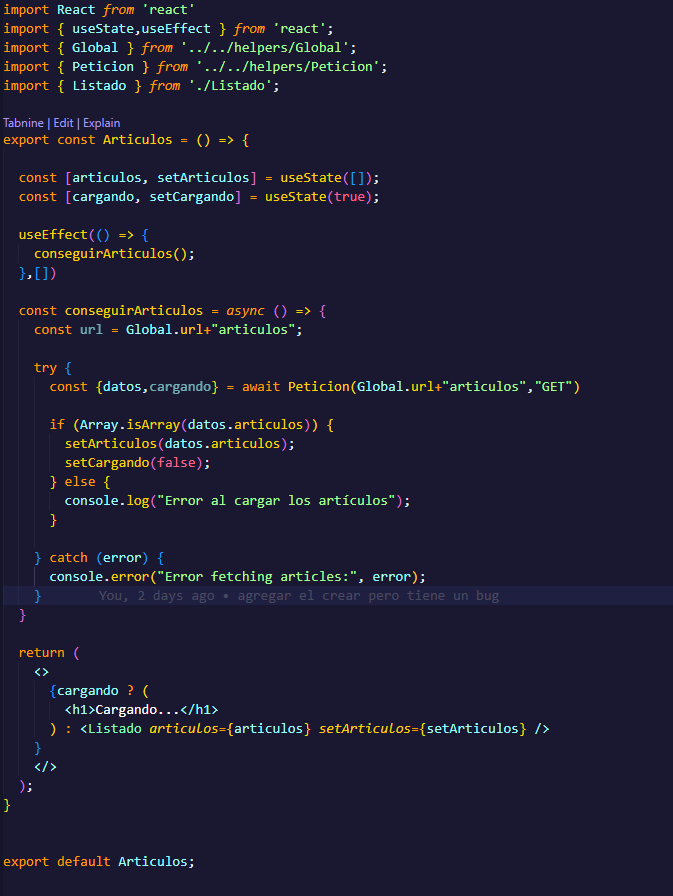 import React from 'react'
import { useState,useEffect } from 'react';
import { Global } from '../../helpers/Global';
import { Peticion } from '../../helpers/Peticion';
import { Listado } from './Listado';
Tabnine | Edit | Explain
export const Articulos = () => {
const [articulos, setArticulos] = useState([]);
const [cargando, setCargando] = useState(true);
useEffect(() => {
conseguirArticulos();
},[])
const conseguirArticulos = async () => {
const url = Global.url+"articulos";
try {
const {datos,cargando} = await Peticion(Global.url+"articulos","GET")
if (Array.isArray(datos.articulos)) {
setArticulos(datos.articulos);
setCargando(false);
} else {
console.log("Error al cargar los artículos");
}
} catch (error) {
console.error("Error fetching articles:", error);
} You, 2 days ago • agregar el crear pero tiene un bug
}
return (
<>
{cargando ? (
<h1>Cargando...</h1>
) : <Listado articulos={articulos} setArticulos={setArticulos} />
}
</>
);
}
export default Articulos;